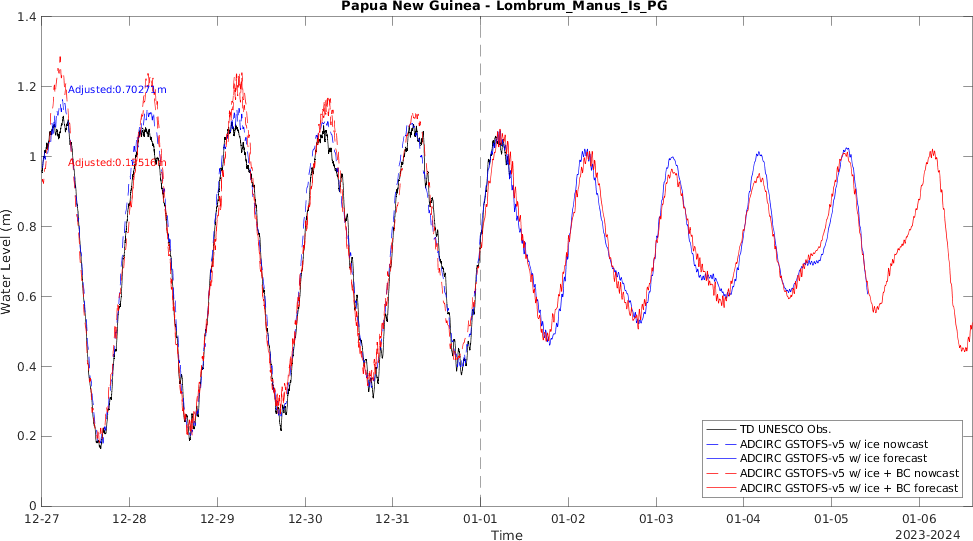 Papua New Guinea - Lombrum_Manus_Is_PG
1.4
1.2
1
0.8
0.6
0.4
0.2
0
Water Level (m)
Adjusted:0.70271m
TD UNESCO Obs.
ADCIRC GSTOFS-v5 w/ ice nowcast
ADCIRC GSTOFS-v5 w/ ice forecast
ADCIRC GSTOFS-v5 w/ ice + BC nowcast
ADCIRC GSTOFS-v5 w/ ice + BC forecast
12-27 12-28 12-29 12-30 12-31 01-01 01-02 01-03 01-04 01-05 01-06
Time
2023-2024